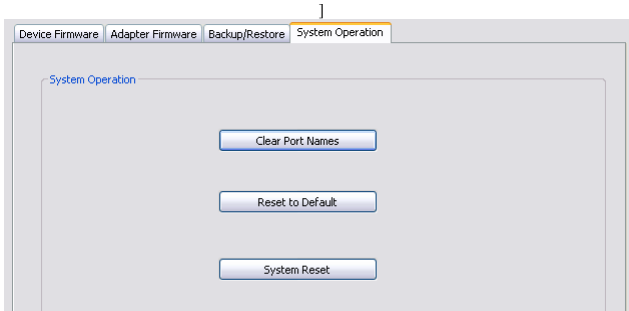 ]
Device Firmware Adapter Firmware Backup/Restore System Operation
System Operation
Clear Port Names
Reset to Default
System Reset